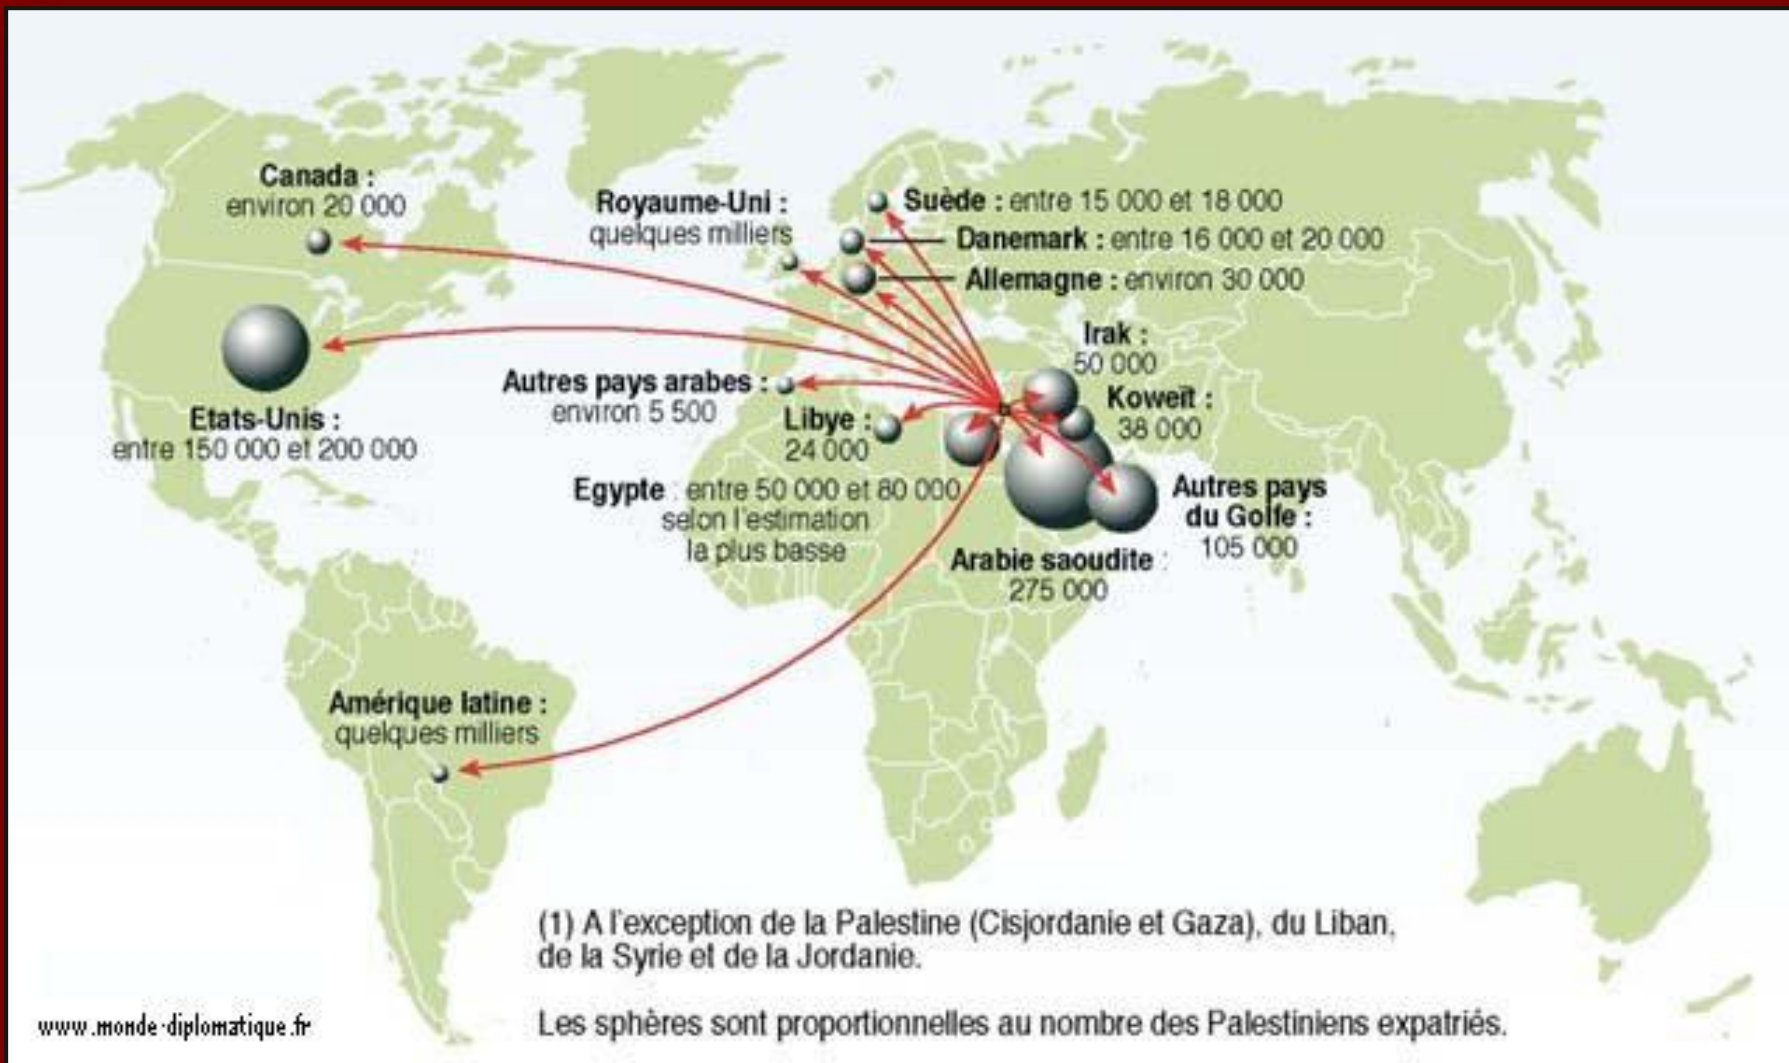 Canada :
environ 20 000
Royaume-Uni :
quelques milliers
Suède : entre 15 000 et 18 000
Danemark : entre 16 000 et 20 000
Allemagne : environ 30 000
Irak :
50 000
Koweït :
38 000
Autres pays arabes :
environ 5 500
Libye :
24 000
Etats-Unis :
entre 150 000 et 200 000
Egypte : entre 50 000 et 80 000
selon l'estimation
la plus basse
Autres pays
du Golfe :
105 000
Arabie saoudite :
275 000
Amérique latine :
quelques milliers
(1) A l'exception de la Palestine (Cisjordanie et Gaza), du Liban,
de la Syrie et de la Jordanie.
Les sphères sont proportionnelles au nombre des Palestiniens expatriés.
www.monde-diplomatique.fr